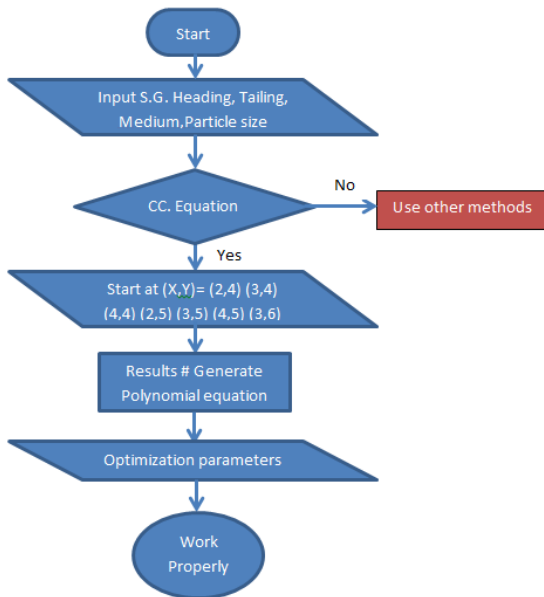 Start
Input S.G. Heading, Tailing,
Medium,Particle size
No
CC. Equation
Use other methods
Yes
Start at (X,Y)= (2,4) (3,4)
(4,4) (2,5) (3,5) (4,5) (3,6)
Results # Generate
Polynomial equation
Optimization parameters
Work
Properly